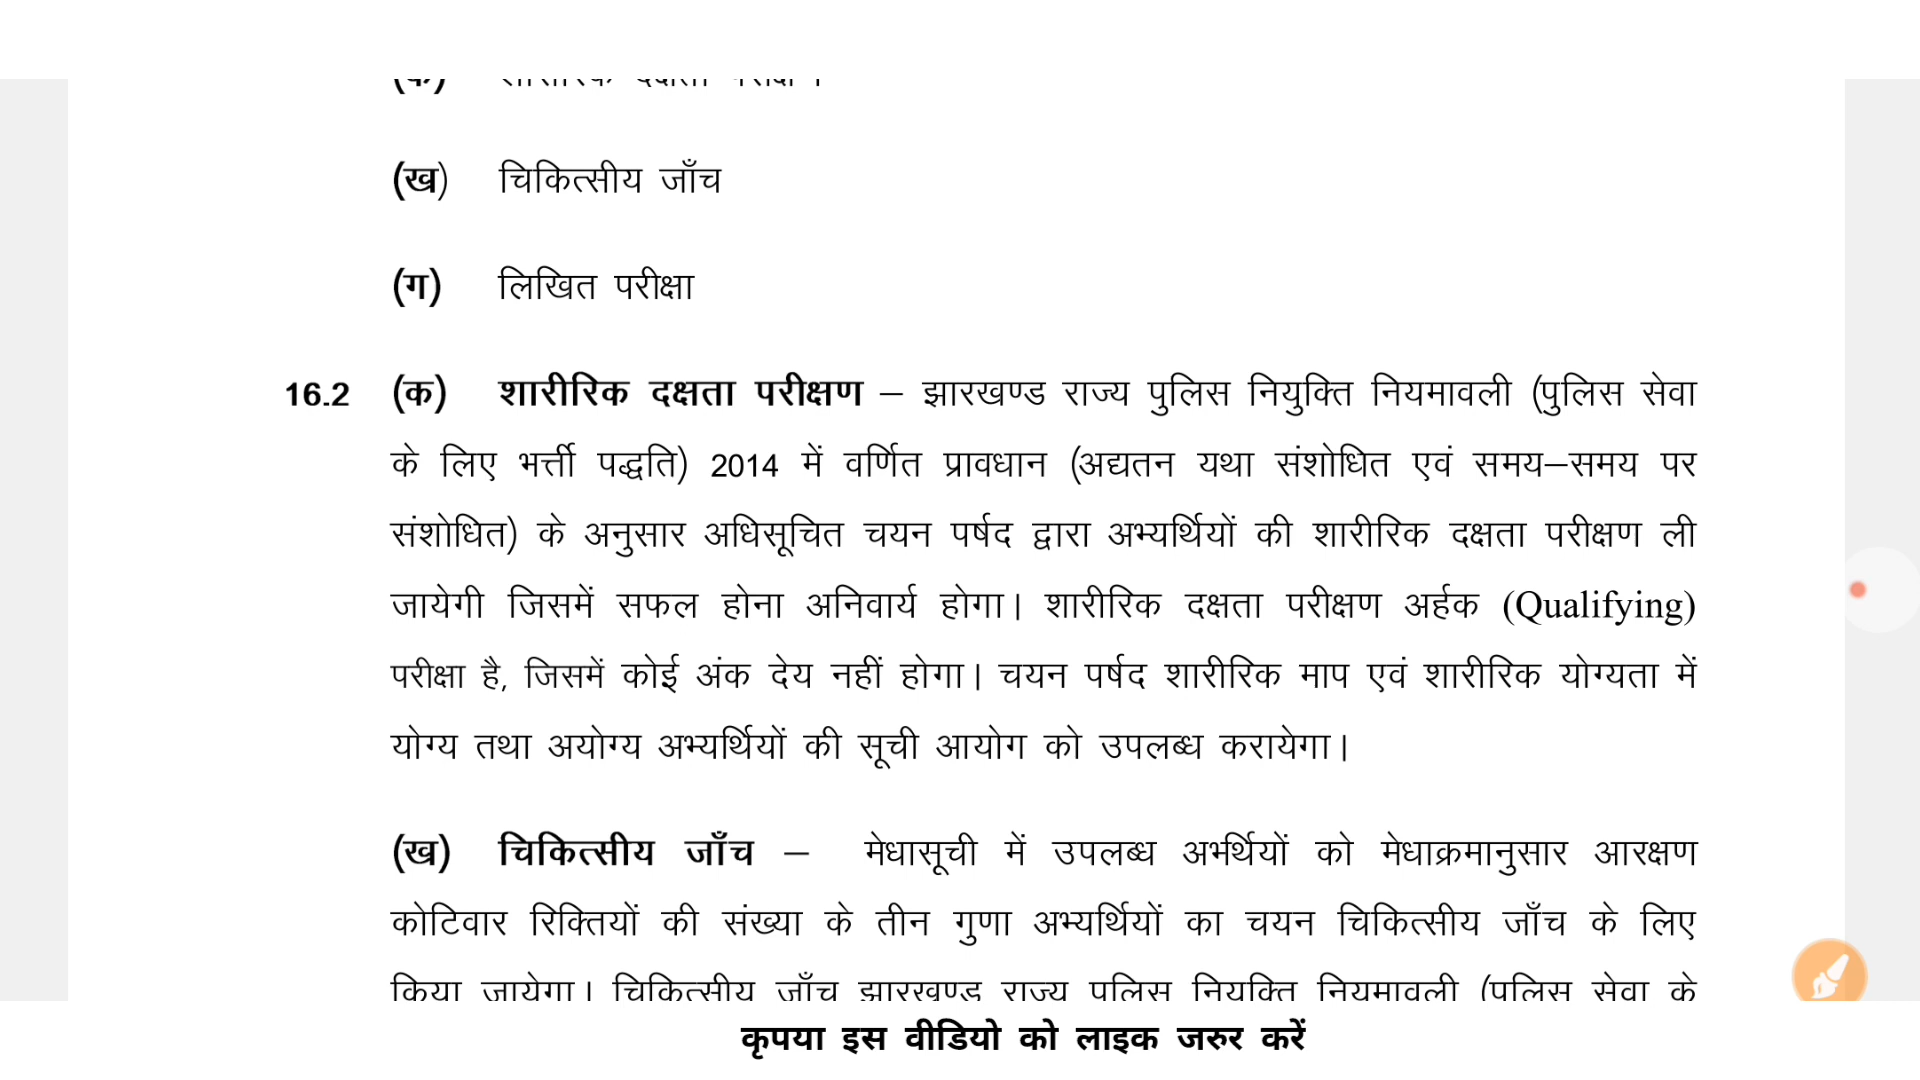 (ख) चिकित्सीय जाँच
(ग) लिखित परीक्षा
16.2 (क) शारीरिक दक्षता परीक्षण – झारखण्ड राज्य पुलिस नियुक्ति नियमावली (पुलिस सेवा
के लिए भर्त्ती पद्धति) 2014 में वर्णित प्रावधान (अद्यतन यथा संशोधित एवं समय–समय पर
संशोधित) के अनुसार अधिसूचित चयन पर्षद द्वारा अभ्यर्थियों की शारीरिक दक्षता परीक्षण ली
जायेगी जिसमें सफल होना अनिवार्य होगा। शारीरिक दक्षता परीक्षण अर्हक (Qualifying)
परीक्षा है, जिसमें कोई अंक देय नहीं होगा। चयन पर्षद शारीरिक माप एवं शारीरिक योग्यता में
योग्य तथा अयोग्य अभ्यर्थियों की सूची आयोग को उपलब्ध करायेगा।
(ख) चिकित्सीय जाँच – मेधासूची में उपलब्ध अभर्थियों को मेधाक्रमानुसार आरक्षण
कोटिवार रिक्तियों की संख्या के तीन गुणा अभ्यर्थियों का चयन चिकित्सीय जाँच के लिए
किया जायेगा। चिकित्सीय जाँच झारखण्ड राज्य पुलिस नियुक्ति नियमावली (पुलिस सेवा के
कृपया इस वीडियो को लाइक जरुर करें